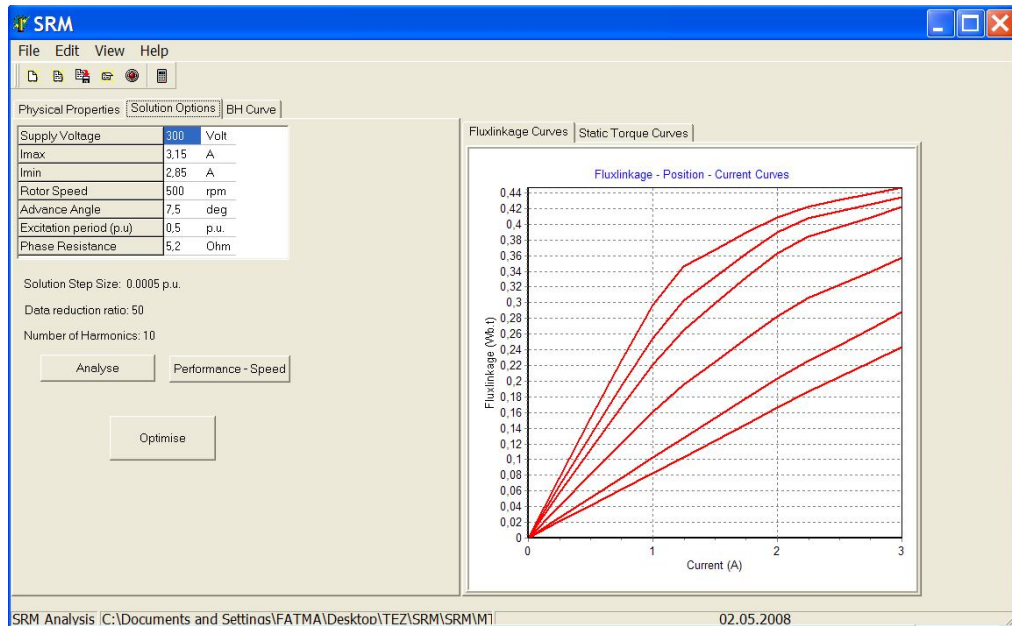 SRM
File Edit View Help
Physical Properties Solution Options BH Curve
Supply Voltage 300 Volt
Imax 3,15 A
Imin 2,85 A
Rotor Speed 500 rpm
Advance Angle 7,5 deg
Excitation period (p.u) 0,5 p.u.
Phase Resistance 5,2 Ohm
Solution Step Size: 0.0005 p.u.
Data reduction ratio: 50
Number of Harmonics: 10
Analyse Performance - Speed
Optimise
Fluxlinkage Curves Static Torque Curves
Fluxlinkage - Position - Current Curves
Fluxlinkage (Wb.t)
0,44
0,42
0,4
0,38
0,36
0,34
0,32
0,3
0,28
0,26
0,24
0,22
0,2
0,18
0,16
0,14
0,12
0,1
0,08
0,06
0,04
0,02
0
0 1 2 3
Current (A)
SRM Analysis C:\Documents and Settings\FATMA\Desktop\TEZ\SRM\SRM\M 02.05.2008